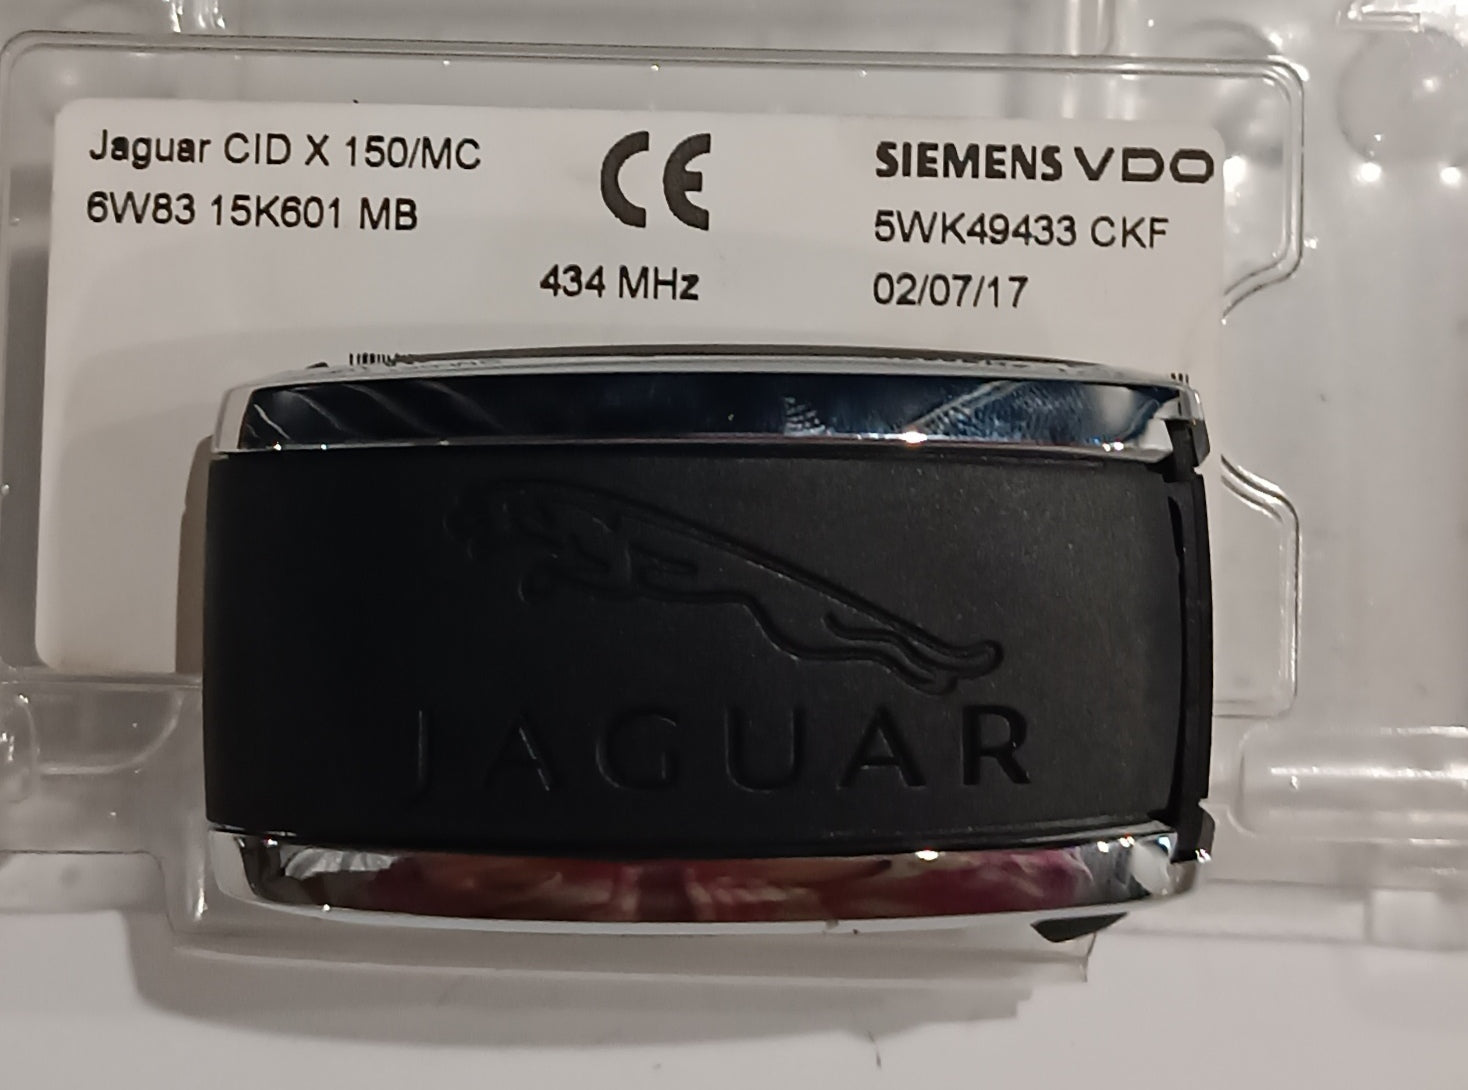 Jaguar CID X 150/MC
6W83 15K601 MB
CE
434 MHz
SIEMENS VDO
5WK49433 CKF
02/07/17
JAGUAR